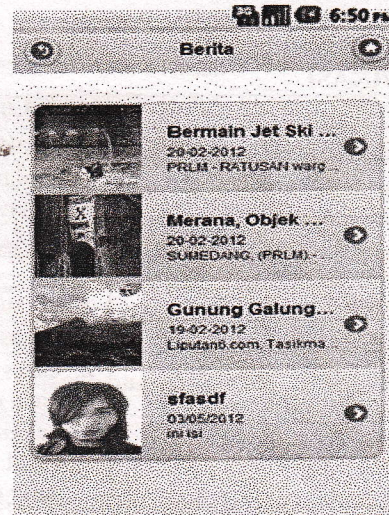 6:50 PM
Berita
Bermain Jet Ski ...
20-02-2012
PRLM - RATUSAN warg...
Merana, Objek ...
20-02-2012
SUMEDANG, (PRLM).- ...
Gunung Galung...
19-02-2012
Liputan6.com, Tasikma...
sfasdf
03/05/2012
ini isi